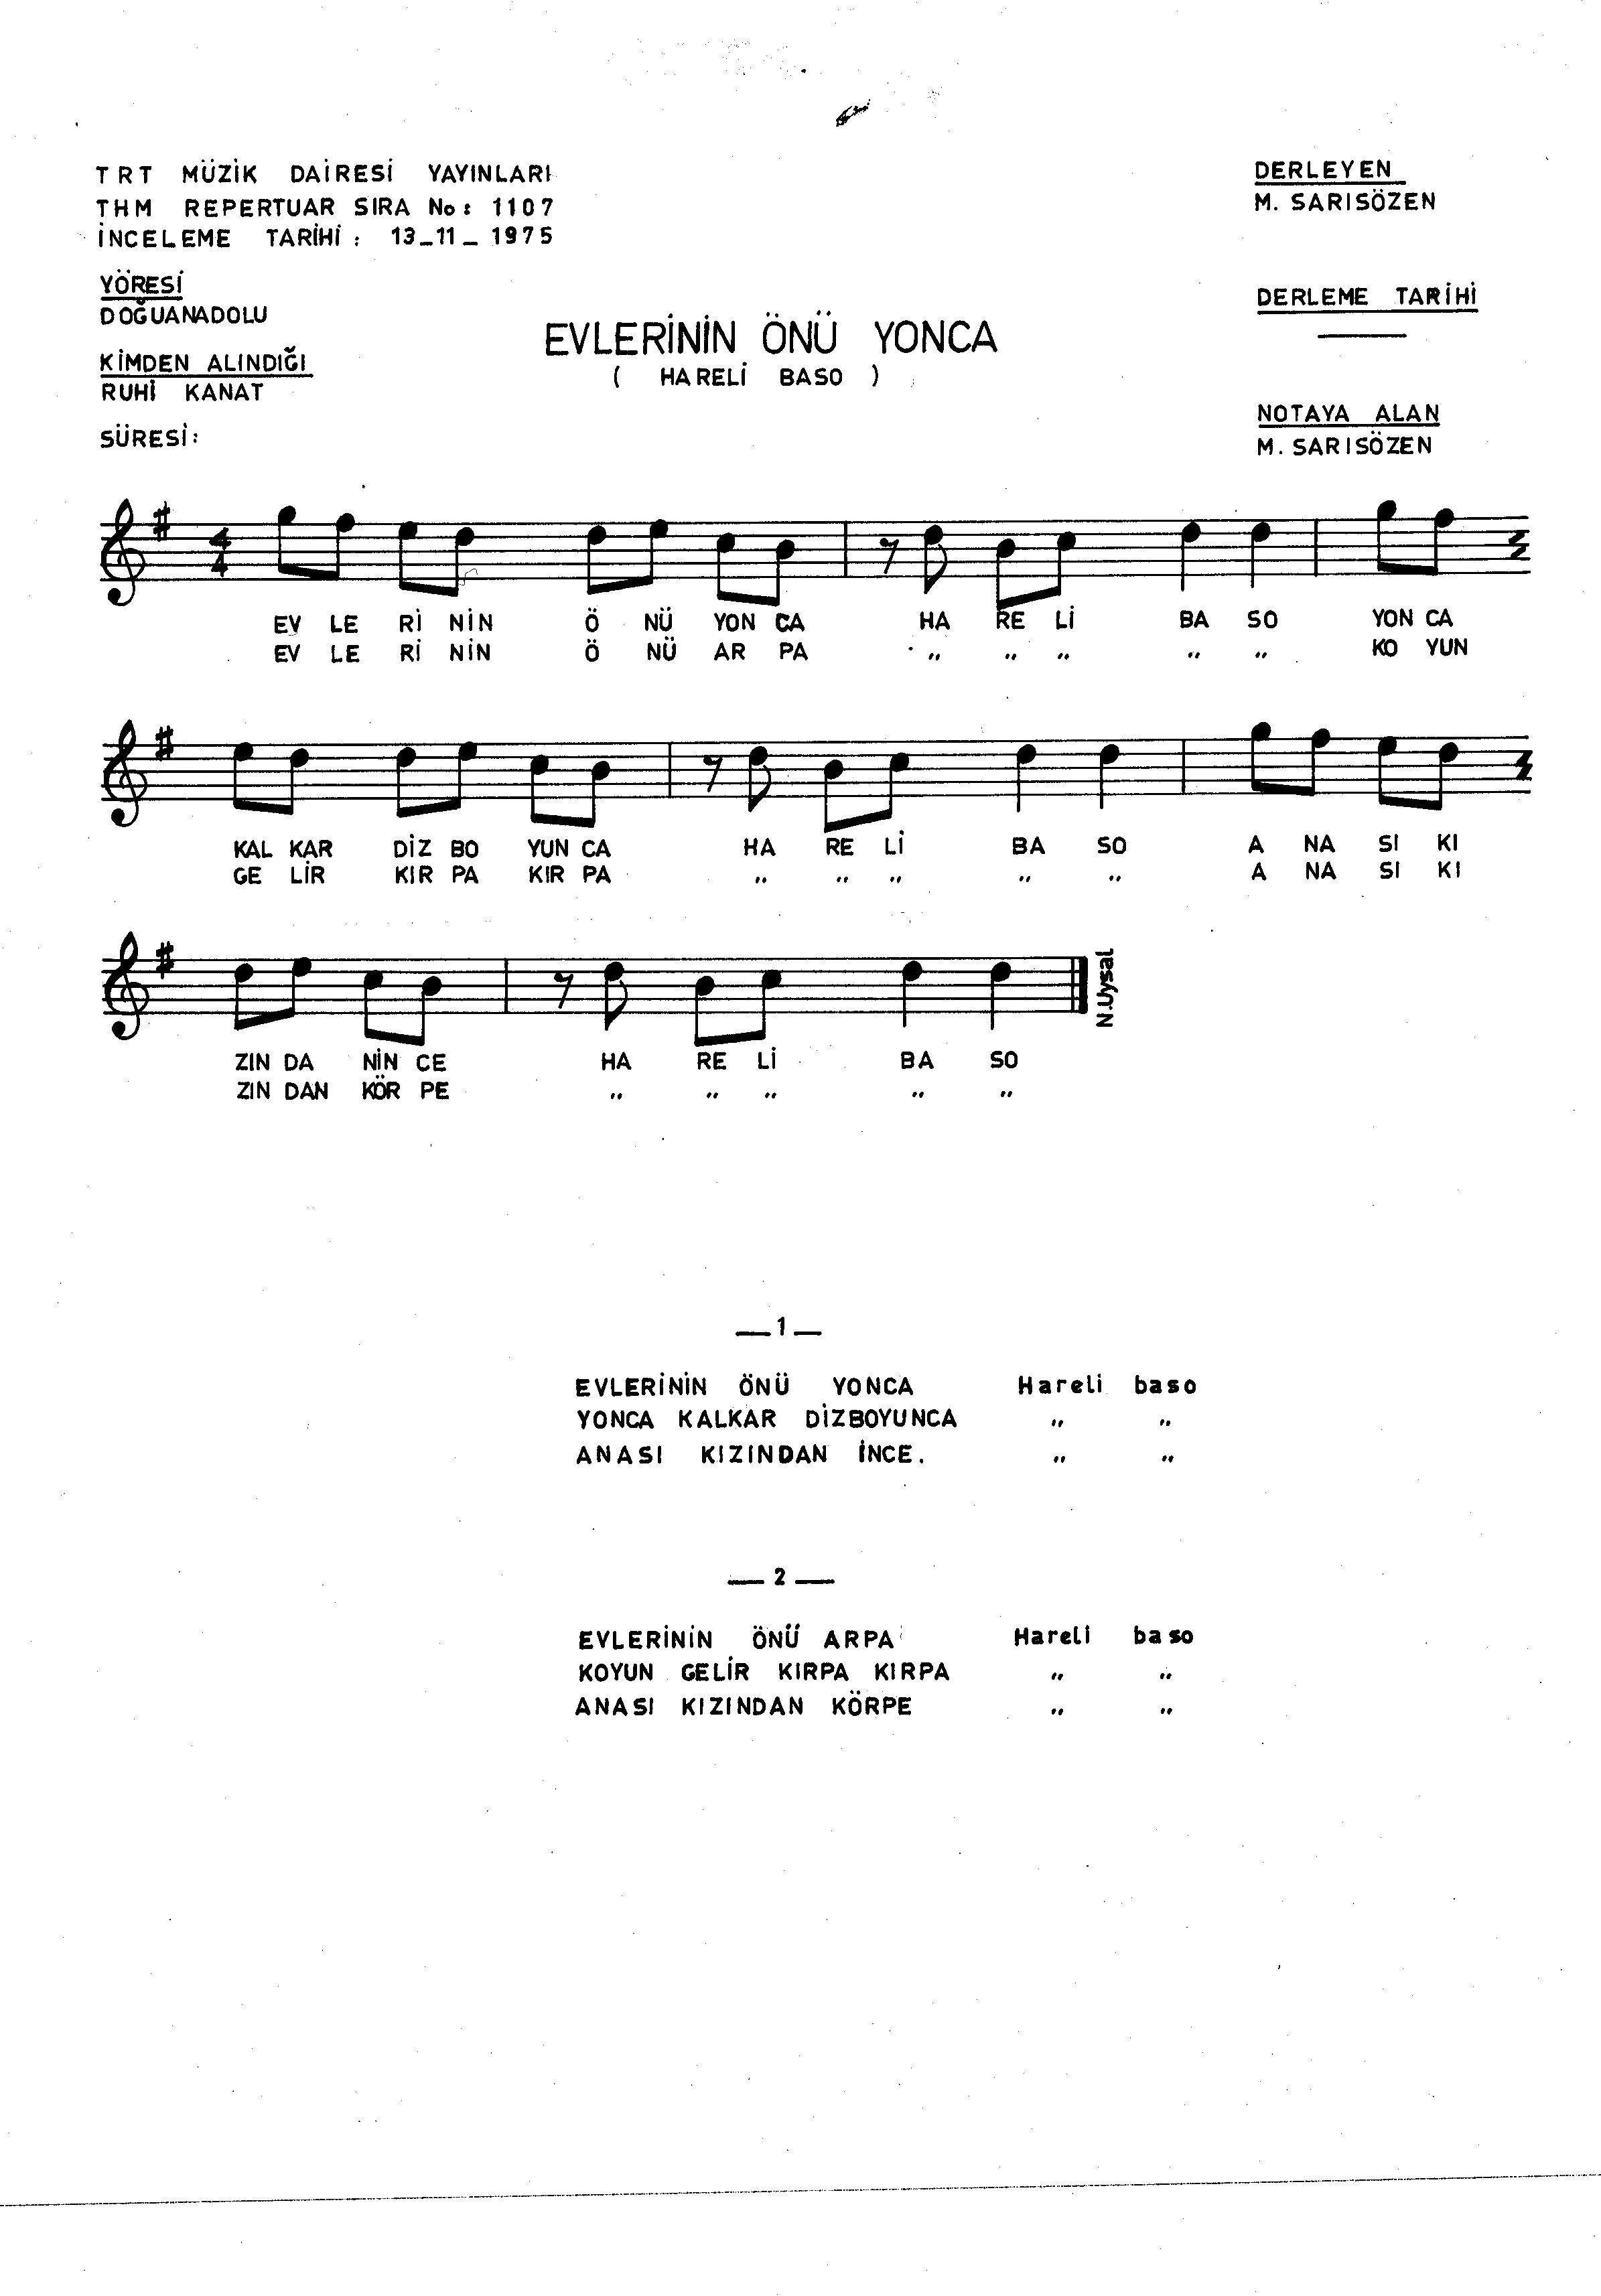 TRT MÜZİK DAİRESİ YAYINLARI
THM REPERTUAR SIRA No: 1107
İNCELEME TARİHİ: 13_11_1975
DERLEYEN
M. SARISÖZEN
YÖRESİ
DOĞUANADOLU
DERLEME TARİHİ
EVLERİNİN ÖNÜ YONCA
( HARELİ BASO )
KİMDEN ALINDIĞI
RUHİ KANAT
NOTAYA ALAN
M. SARISÖZEN
SÜRESİ:
4
4
EV LE Rİ NİN Ö NÜ YON CA HA RE Lİ BA SO YON CA
EV LE Rİ NİN Ö NÜ AR PA ,, ,, ,, ,, ,, KO YUN
KAL KAR DİZ BO YUN CA HA RE Lİ BA SO A NA SI KI
GE LİR KIR PA KIR PA ,, ,, ,, ,, ,, A NA SI KI
N.Uysal
ZIN DA NİN CE HA RE Lİ BA SO
ZIN DAN KÖR PE ,, ,, ,, ,, ,,
__1__
EVLERİNİN ÖNÜ YONCA Hareli baso
YONCA KALKAR DİZBOYUNCA ,, ,,
ANASI KIZINDAN İNCE. ,, ,,
__2__
EVLERİNİN ÖNÜ ARPA Hareli baso
KOYUN GELİR KIRPA KIRPA ,, ,,
ANASI KIZINDAN KÖRPE ,, ,,